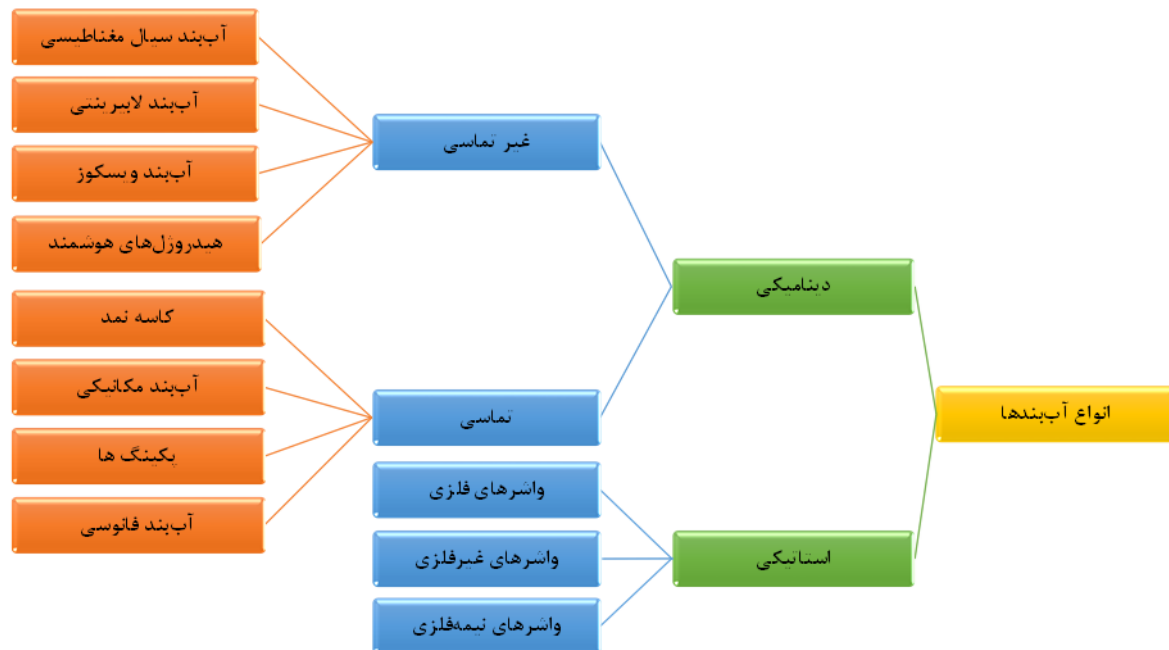 انواع آب‌بندها
دینامیکی
غیر تماسی
آب‌بند سیال مغناطیسی
آب‌بند لابیرینتی
آب‌بند ویسکوز
هیدروژل‌های هوشمند
تماسی
کاسه نمد
آب‌بند مکانیکی
پکینگ ها
آب‌بند فانوسی
استاتیکی
واشرهای فلزی
واشرهای غیرفلزی
واشرهای نیمه‌فلزی